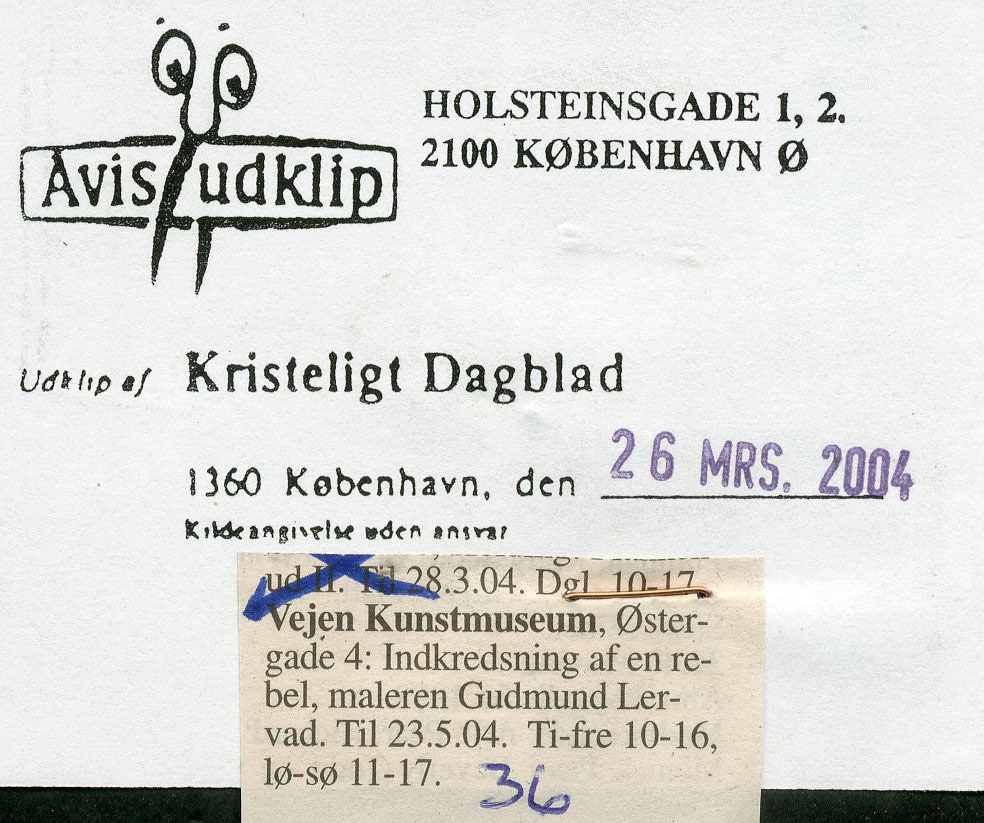 Avis udklip
HOLSTEINSGADE 1, 2.
2100 KØBENHAVN Ø
Udklip af Kristeligt Dagblad
1360 København, den 26 MRS. 2004
Kildeangivelse uden ansvar
ud II. Til 28.3.04. Dgl. 10-17.
Vejen Kunstmuseum, Øster-
gade 4: Indkredsning af en re-
bel, maleren Gudmund Ler-
vad. Til 23.5.04. Ti-fre 10-16,
lø-sø 11-17.
36